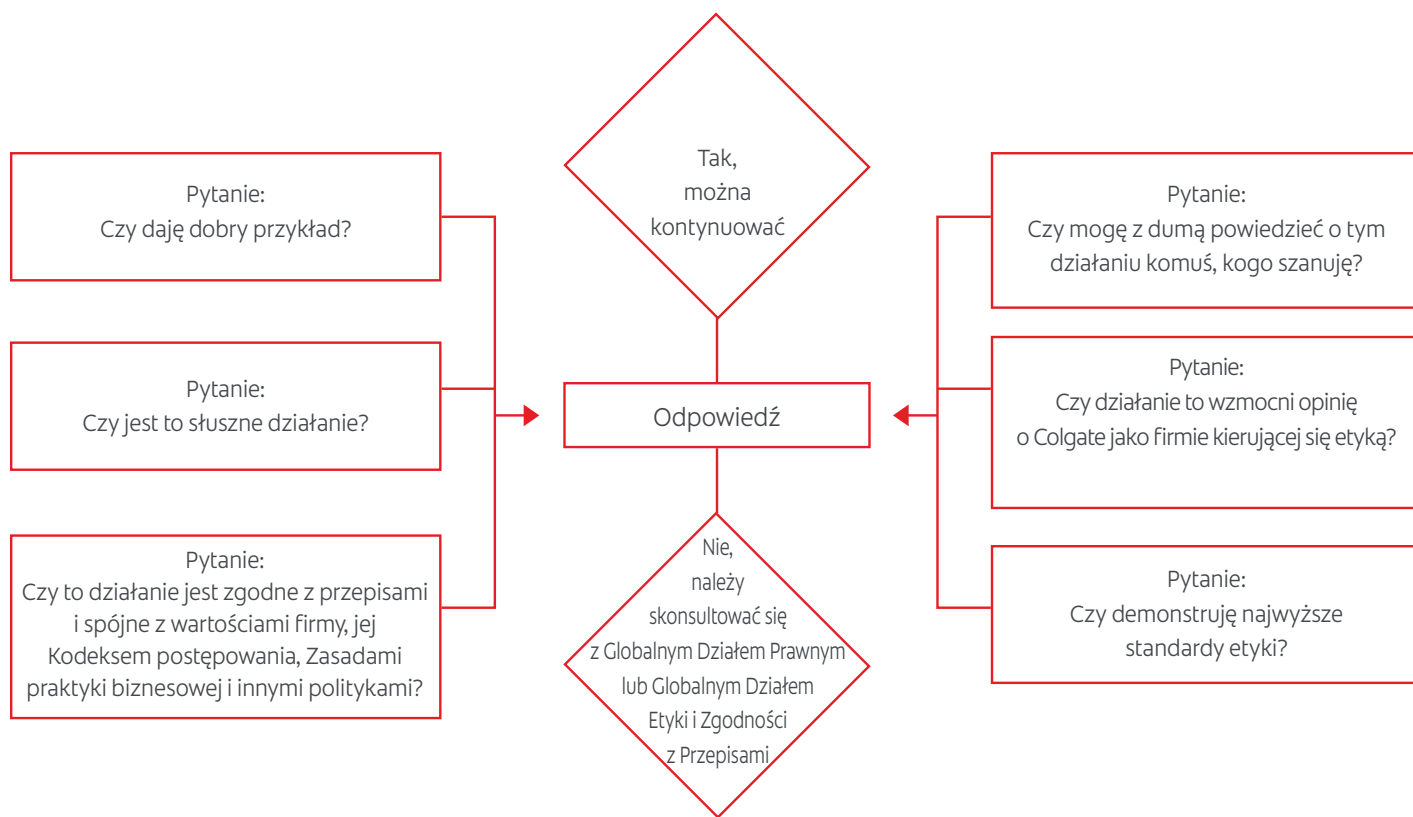 Pytanie:
Czy daję dobry przykład?
Pytanie:
Czy jest to słuszne działanie?
Pytanie:
Czy to działanie jest zgodne z przepisami
i spójne z wartościami firmy, jej
Kodeksem postępowania, Zasadami
praktyki biznesowej i innymi politykami?
Tak,
można
kontynuować
Odpowiedź
Nie,
należy
skonsultować się
z Globalnym Działem Prawnym
lub Globalnym Działem
Etyki i Zgodności
z Przepisami
Pytanie:
Czy mogę z dumą powiedzieć o tym
działaniu komuś, kogo szanuję?
Pytanie:
Czy działanie to wzmocni opinię
o Colgate jako firmie kierującej się etyką?
Pytanie:
Czy demonstruję najwyższe
standardy etyki?